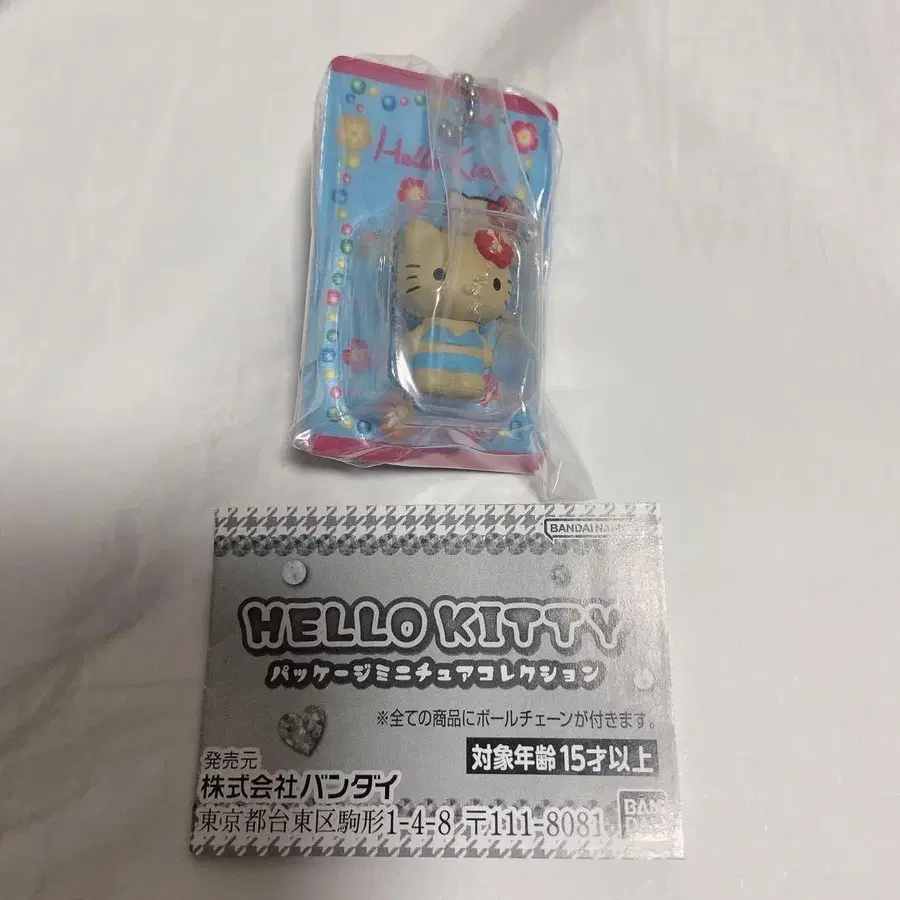 Hello Kitty
BANDAI NAMCO
HELLO KITTY
パッケージミニチュアコレクション
※全ての商品にボールチェーンが付きます。
対象年齢 15才以上
発売元
株式会社バンダイ
東京都台東区駒形1-4-8 〒111-8081
BAN
DAI